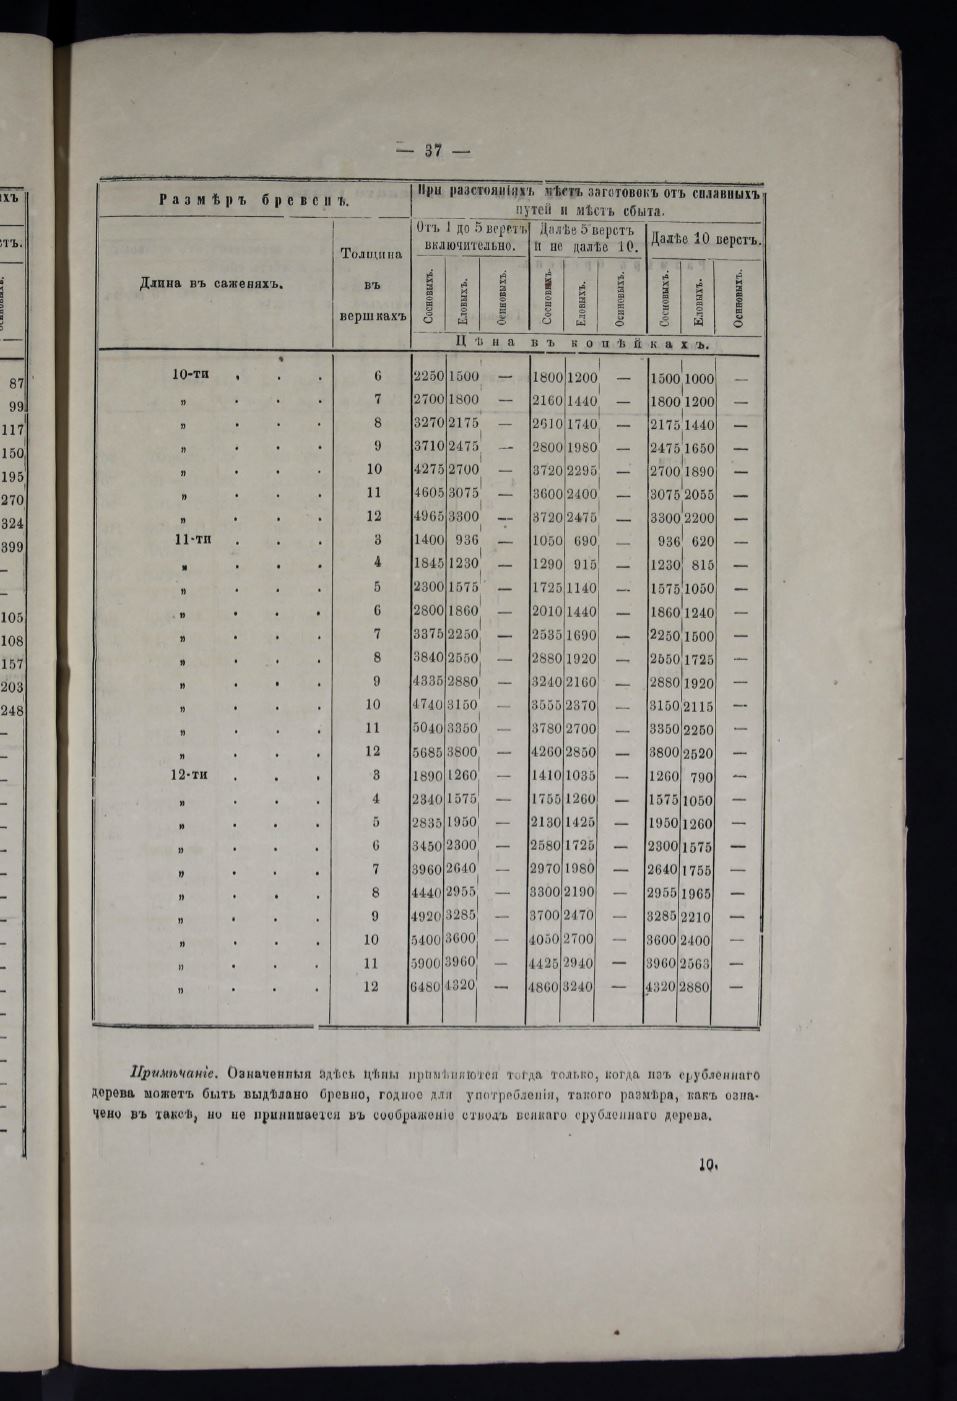 — 37 —
Размѣръ бревенъ.
При разстояніяхъ мѣстъ заготовокъ отъ сплавныхъ
путей и мѣстъ сбыта.
Длина въ саженяхъ.
Толщина
въ
вершкахъ
Отъ 1 до 5 верстъ
включительно.
Далѣе 5 верстъ
и не далѣе 10.
Далѣе 10 верстъ.
Сосновыхъ. Еловыхъ. Осиновыхъ. Сосновыхъ. Еловыхъ. Осиновыхъ. Сосновыхъ. Еловыхъ. Осиновыхъ.
Цѣна въ копѣйкахъ.
10-ти . . . 6 2250 1500 — 1800 1200 — 1500 1000 —
„ . . . 7 2700 1800 — 2160 1440 — 1800 1200 —
„ . . . 8 3270 2175 — 2610 1740 — 2175 1440 —
„ . . . 9 3710 2475 — 2800 1980 — 2475 1650 —
„ . . . 10 4275 2700 — 3720 2295 — 2700 1890 —
„ . . . 11 4605 3075 — 3600 2400 — 3075 2055 —
„ . . . 12 4965 3300 — 3720 2475 — 3300 2200 —
11-ти . . . 3 1400 936 — 1050 690 — 936 620 —
„ . . . 4 1845 1230 — 1290 915 — 1230 815 —
„ . . . 5 2300 1575 — 1725 1140 — 1575 1050 —
„ . . . 6 2800 1860 — 2010 1440 — 1860 1240 —
„ . . . 7 3375 2250 — 2535 1690 — 2250 1500 —
„ . . . 8 3840 2550 — 2880 1920 — 2550 1725 —
„ . . . 9 4335 2880 — 3240 2160 — 2880 1920 —
„ . . . 10 4740 3150 — 3555 2370 — 3150 2115 —
„ . . . 11 5040 3350 — 3780 2700 — 3350 2250 —
„ . . . 12 5685 3800 — 4260 2850 — 3800 2520 —
12-ти . . . 3 1890 1260 — 1410 1035 — 1260 790 —
„ . . . 4 2340 1575 — 1755 1260 — 1575 1050 —
„ . . . 5 2835 1950 — 2130 1425 — 1950 1260 —
„ . . . 6 3450 2300 — 2580 1725 — 2300 1575 —
„ . . . 7 3960 2640 — 2970 1980 — 2640 1755 —
„ . . . 8 4440 2955 — 3300 2190 — 2955 1965 —
„ . . . 9 4920 3285 — 3700 2470 — 3285 2210 —
„ . . . 10 5400 3600 — 4050 2700 — 3600 2400 —
„ . . . 11 5900 3960 — 4425 2940 — 3960 2563 —
„ . . . 12 6480 4320 — 4860 3240 — 4320 2880 —
Примѣчаніе. Означенныя здѣсь цѣны примѣняются тогда только, когда изъ срубленнаго
дерева можетъ быть выдѣлано бревно, годное для употребленія, такого размѣра, какъ озна-
чено въ таксѣ, но не принимается въ соображеніе стволъ всякаго срубленнаго дерева.
10.
87
99
117
150
195
270
324
399
105
108
157
203
248